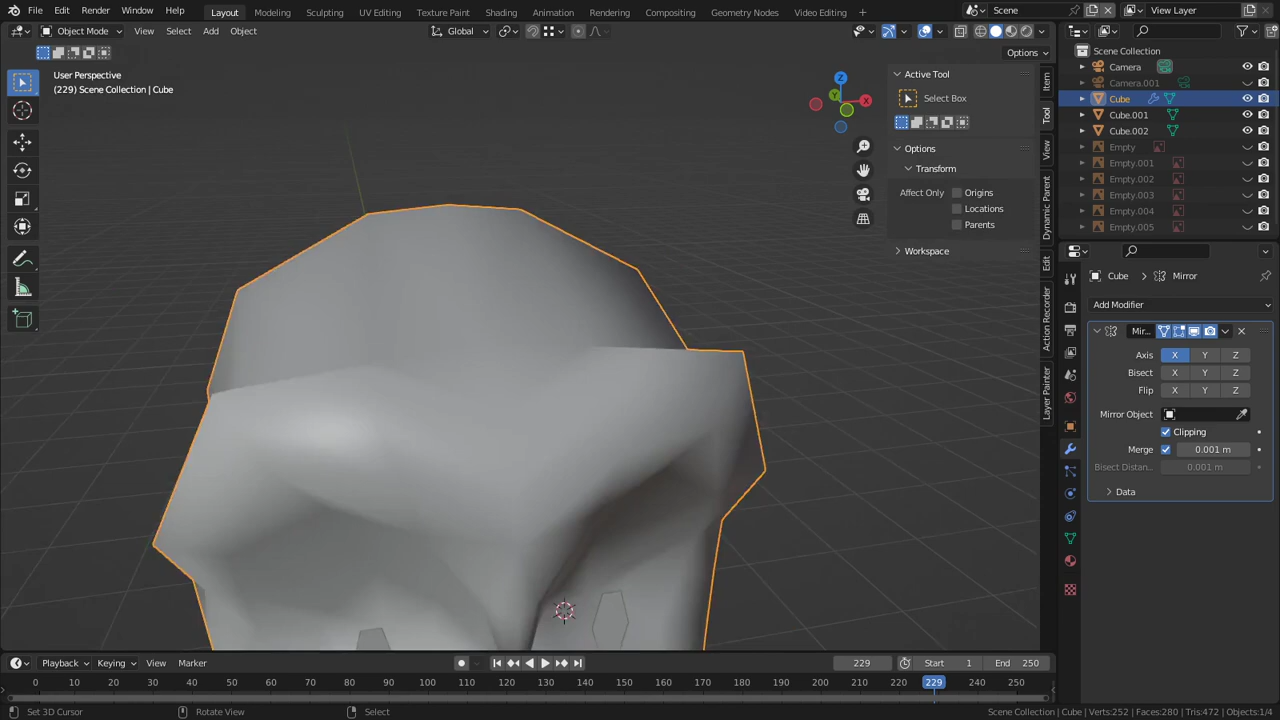 File Edit Render Window Help Layout Modeling Sculpting UV Editing Texture Paint Shading Animation Rendering Compositing Geometry Nodes Video Editing + Scene View Layer
Object Mode View Select Add Object Global
Options
User Perspective
(229) Scene Collection | Cube
Z
Y
X
Active Tool
Select Box
Options
Transform
Affect Only Origins
Locations
Parents
Workspace
Item
Tool
View
Dynamic Parent
Edit
Action Recorder
Layer Painter
Scene Collection
Camera
Camera.001
Cube
Cube.001
Cube.002
Empty
Empty.001
Empty.002
Empty.003
Empty.004
Empty.005
Cube Mirror
Add Modifier
Mir...
Axis X Y Z
Bisect X Y Z
Flip X Y Z
Mirror Object
Clipping
Merge 0.001 m
Bisect Distan... 0.001 m
Data
Playback Keying View Marker 229 Start 1 End 250
0 10 20 30 40 50 60 70 80 90 100 110 120 130 140 150 160 170 180 190 200 210 220 229 240 250
Set 3D Cursor Rotate View Select Scene Collection | Cube | Verts:252 | Faces:280 | Tris:472 | Objects:1/4